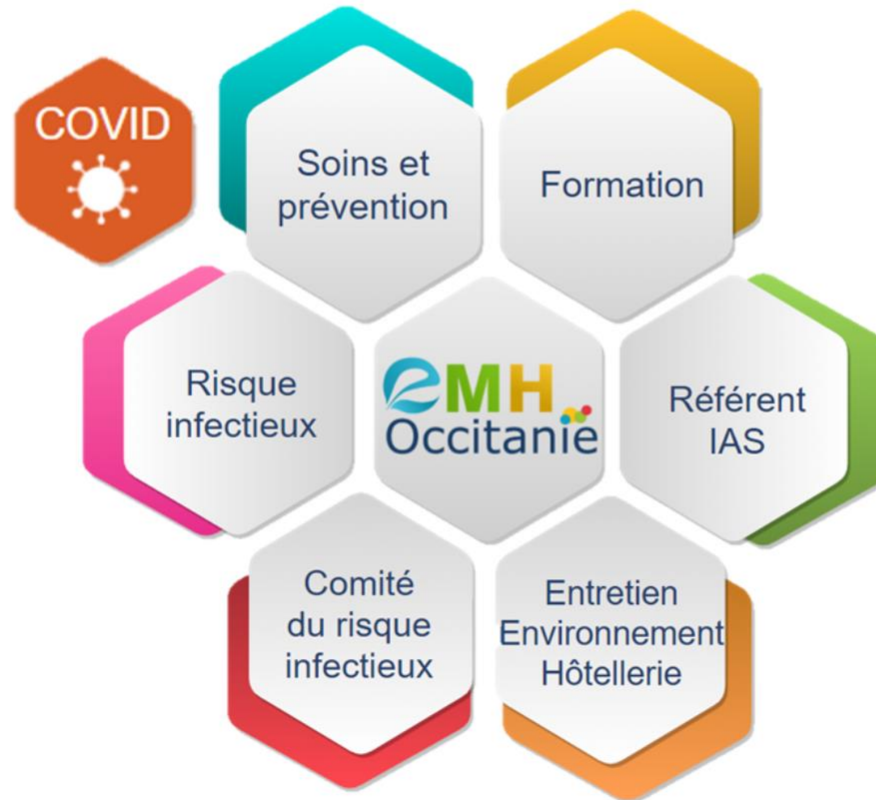 COVID
Soins et
prévention
Formation
Risque
infectieux
eMH
Occitanie
Référent
IAS
Comité
du risque
infectieux
Entretien
Environnement
Hôtellerie